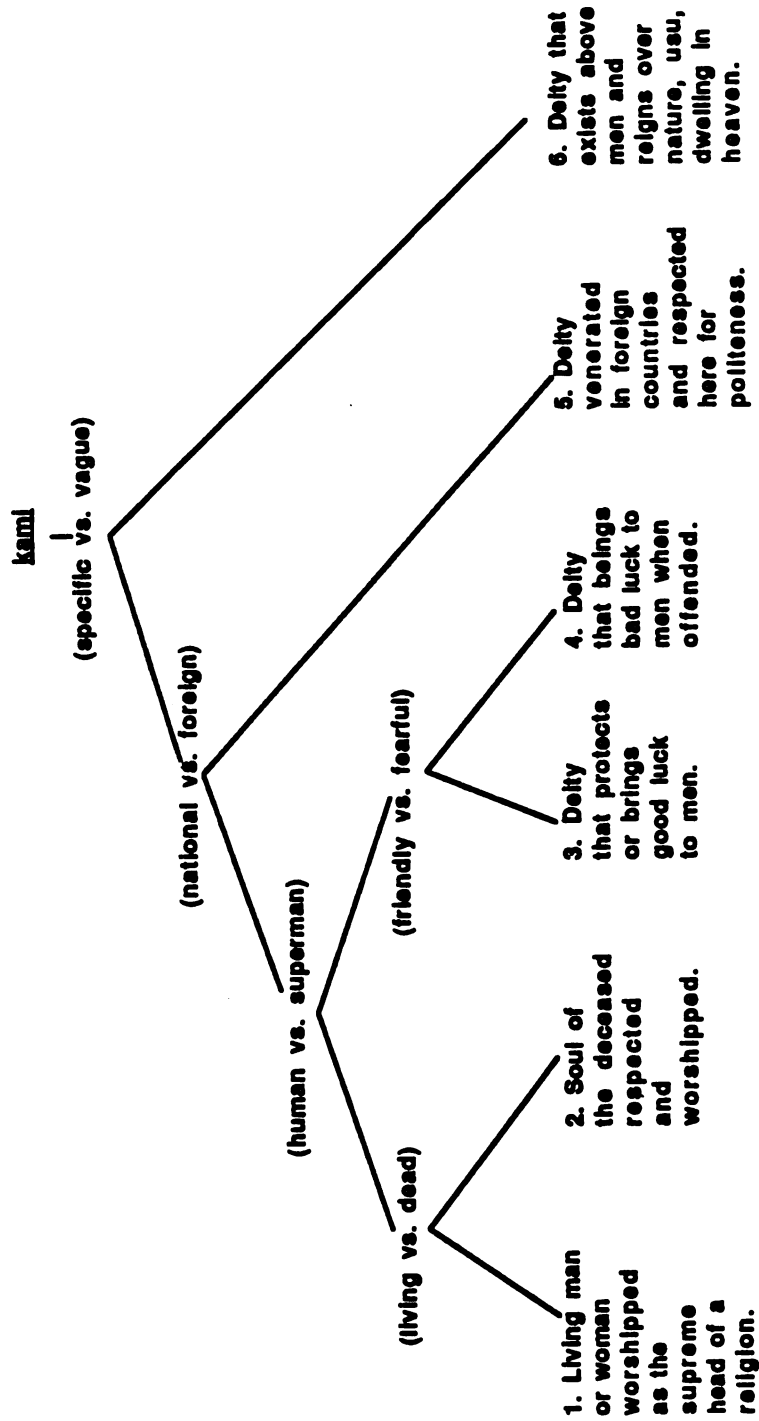 kami
(specific vs. vague)
(national vs. foreign)
(human vs. superman)
(living vs. dead)
(friendly vs. fearful)
1. Living man
or woman
worshipped
as the
supreme
head of a
religion.
2. Soul of
the deceased
respected
and
worshipped.
3. Deity
that protects
or brings
good luck
to men.
4. Deity
that beings
bad luck to
men when
offended.
5. Deity
venerated
in foreign
countries
and respected
here for
politeness.
6. Deity that
exists above
men and
reigns over
nature, usu,
dwelling in
heaven.